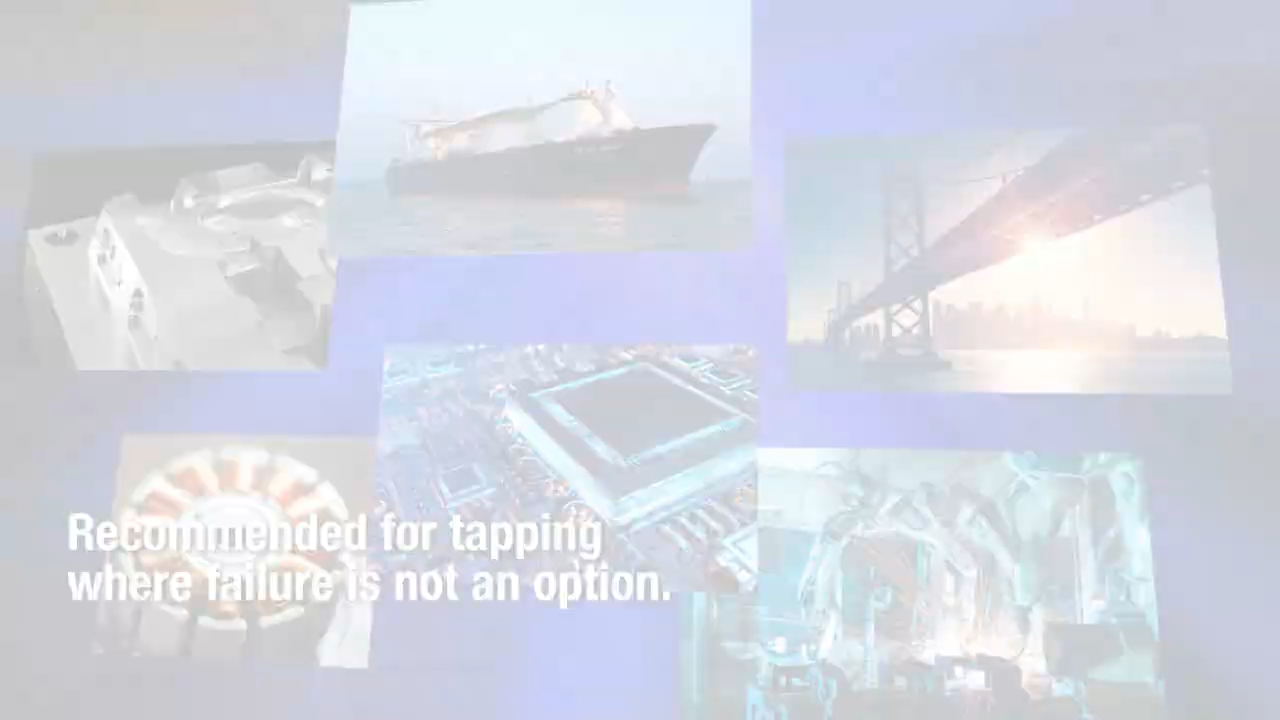 Recommended for tapping
where failure is not an option.